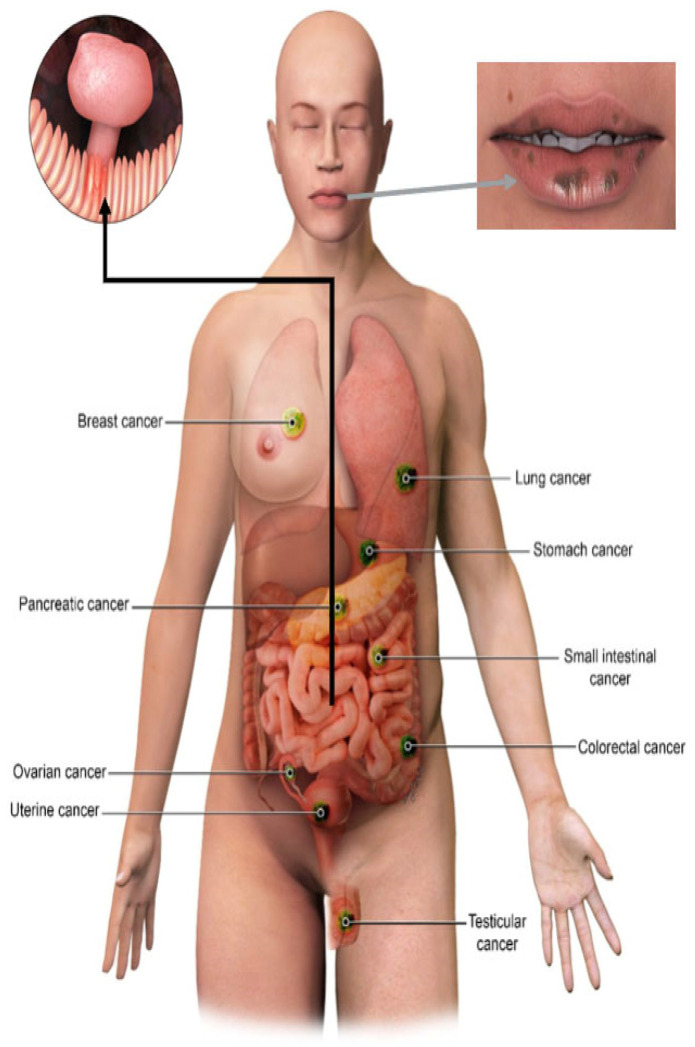 Breast cancer
Lung cancer
Stomach cancer
Pancreatic cancer
Small intestinal
cancer
Colorectal cancer
Ovarian cancer
Uterine cancer
Testicular
cancer